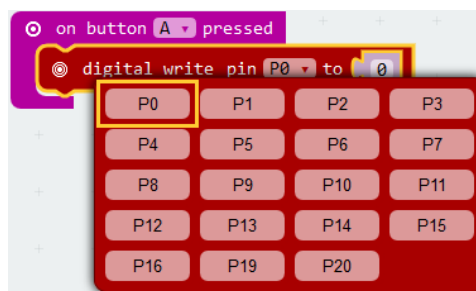 on button A pressed
digital write pin P0 to 0
P0 P1 P2 P3
P4 P5 P6 P7
P8 P9 P10 P11
P12 P13 P14 P15
P16 P19 P20